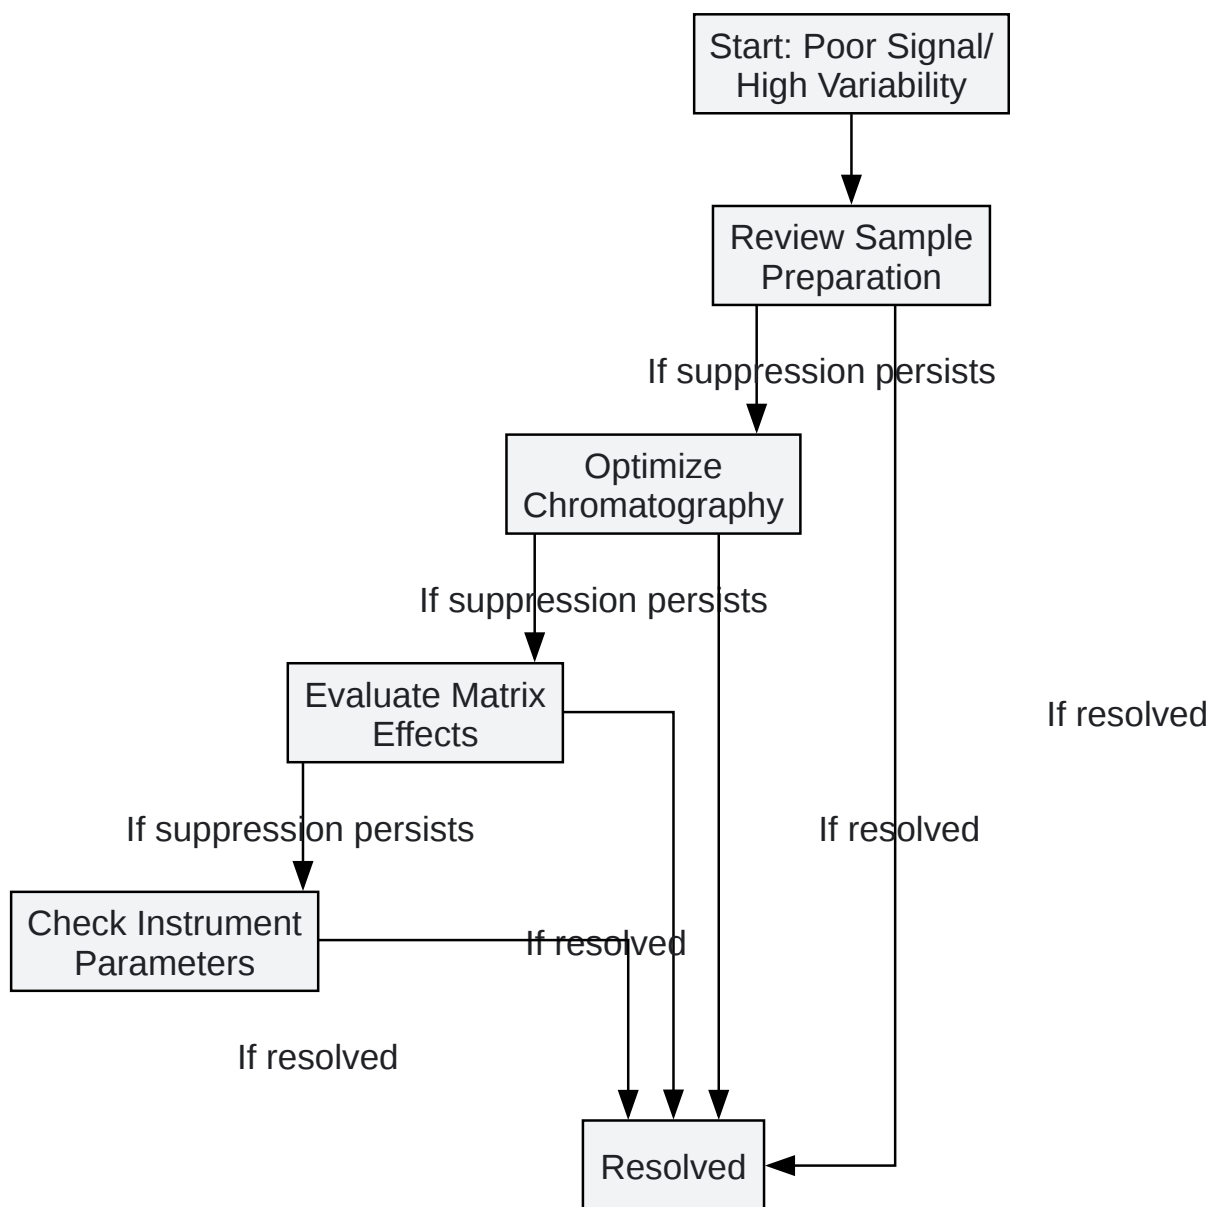 Start: Poor Signal/
High Variability
Review Sample
Preparation
If suppression persists
Optimize
Chromatography
If suppression persists
Evaluate Matrix
Effects
If resolved
If suppression persists
If resolved
Check Instrument
Parameters
If resolved
If resolved
Resolved